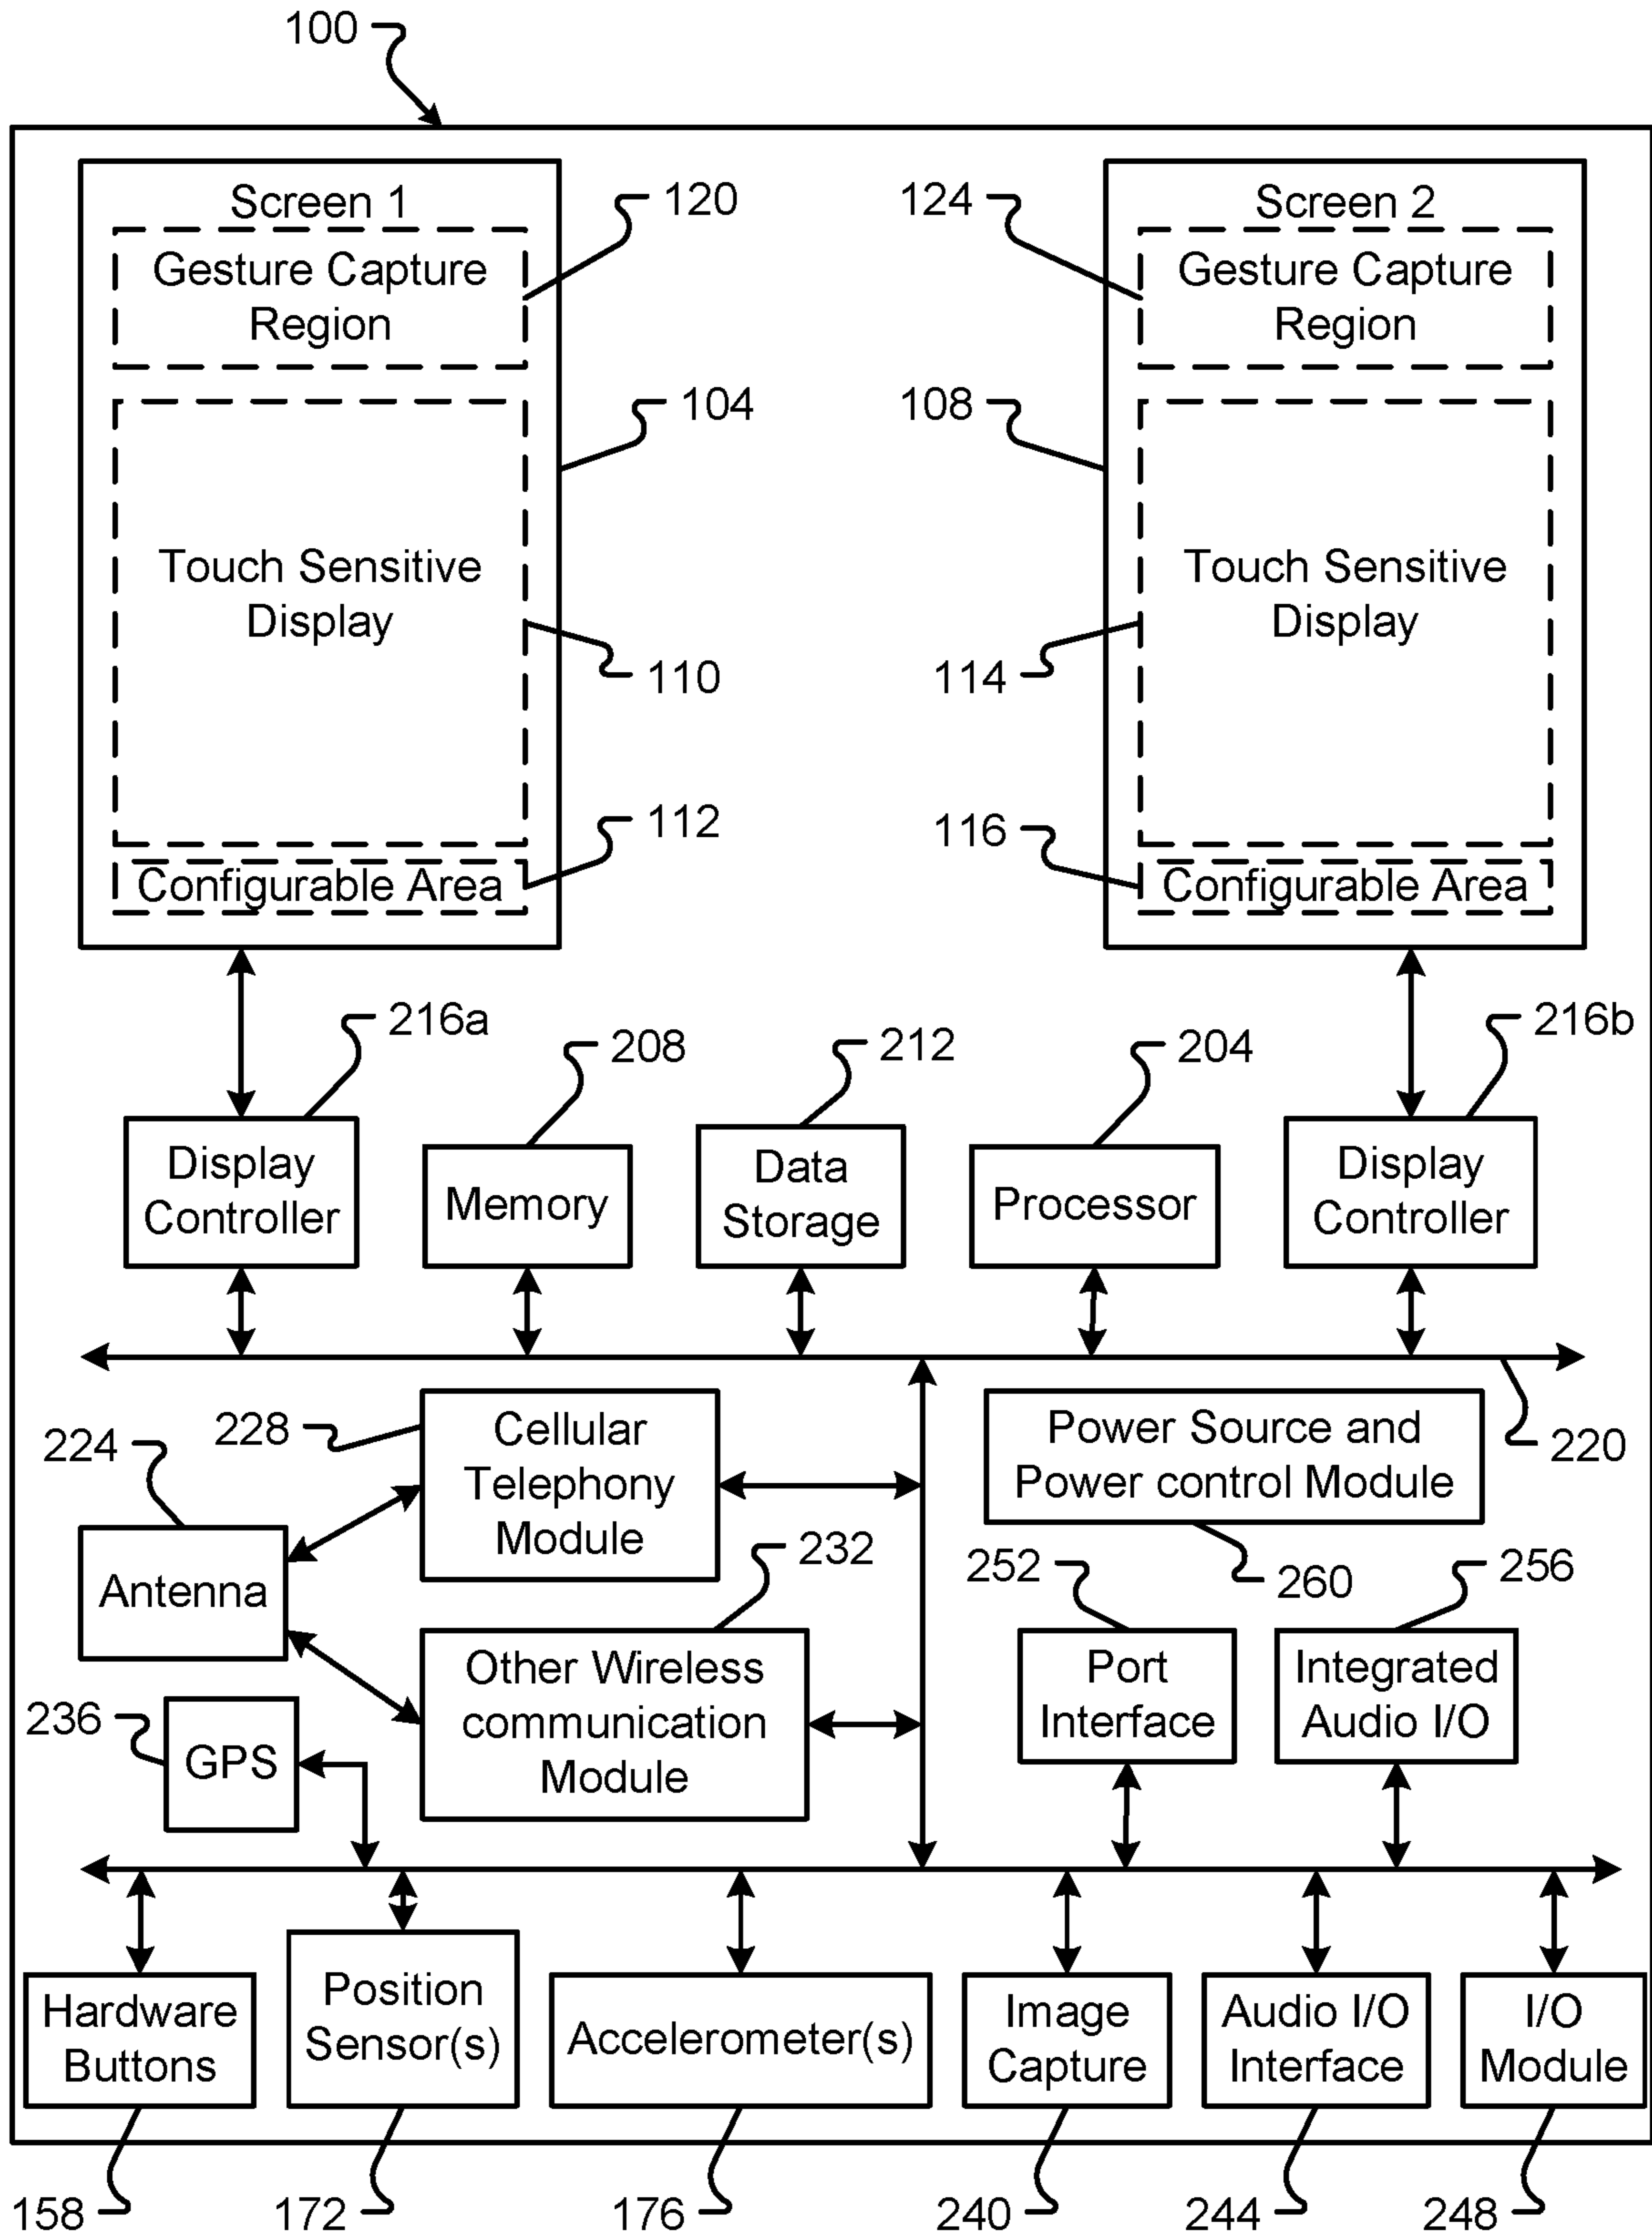 100
Screen 1
120
124
Screen 2
Gesture Capture
Region
Gesture Capture
Region
104
108
Touch Sensitive
Display
Touch Sensitive
Display
110
114
112
116
Configurable Area
Configurable Area
216a
208
212
204
216b
Display
Controller
Memory
Data
Storage
Processor
Display
Controller
228
Cellular
Telephony
Module
Power Source and
Power control Module
220
224
Antenna
232
252
260
256
Other Wireless
communication
Module
Port
Interface
Integrated
Audio I/O
236
GPS
Hardware
Buttons
Position
Sensor(s)
Accelerometer(s)
Image
Capture
Audio I/O
Interface
I/O
Module
158
172
176
240
244
248